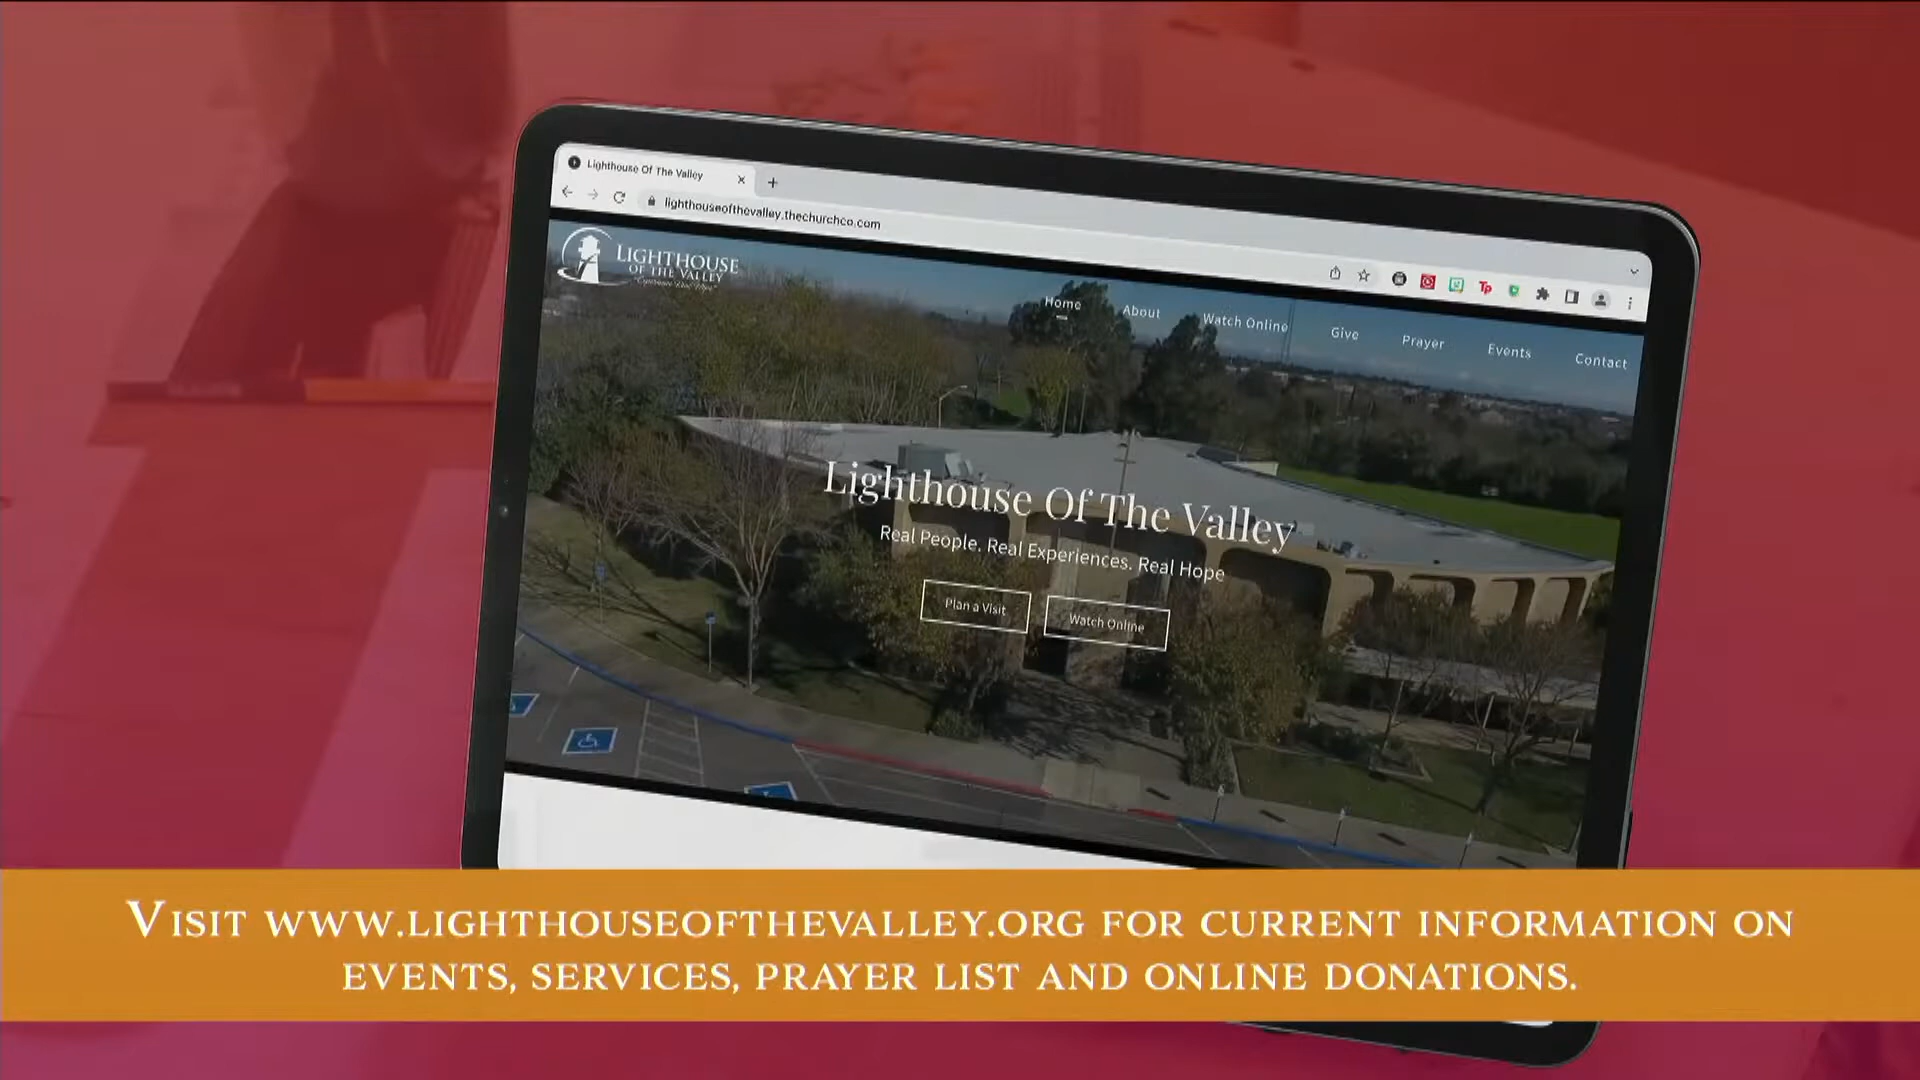 Lighthouse Of The Valley
lighthouseofthevalley.thechurchco.com
LIGHTHOUSE
OF THE VALLEY
Home About Watch Online Give Prayer Events Contact
Lighthouse Of The Valley
Real People. Real Experiences. Real Hope
Plan a Visit Watch Online
VISIT WWW.LIGHTHOUSEOFTHEVALLEY.ORG FOR CURRENT INFORMATION ON
EVENTS, SERVICES, PRAYER LIST AND ONLINE DONATIONS.